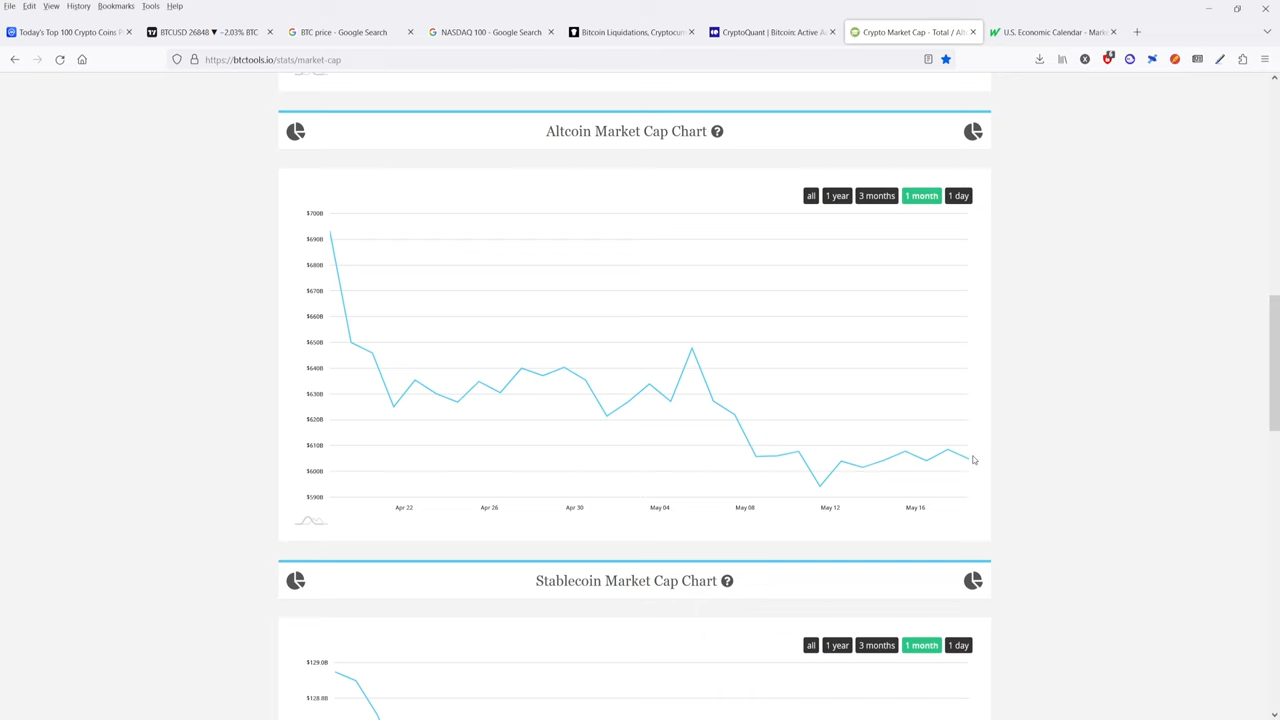 File Edit View History Bookmarks Tools Help
Today's Top 100 Crypto Coins P
BTCUSD 26848 ▼ −2.03% BTC
BTC price - Google Search
NASDAQ 100 - Google Search
Bitcoin Liquidations, Cryptocurr
CryptoQuant | Bitcoin: Active A
Crypto Market Cap - Total / Alt
U.S. Economic Calendar - Marke
https://btctools.io/stats/market-cap
Altcoin Market Cap Chart ?
all 1 year 3 months 1 month 1 day
$700B
$690B
$680B
$670B
$660B
$650B
$640B
$630B
$620B
$610B
$600B
$590B
Apr 22 Apr 26 Apr 30 May 04 May 08 May 12 May 16
Stablecoin Market Cap Chart ?
all 1 year 3 months 1 month 1 day
$129.0B
$128.8B